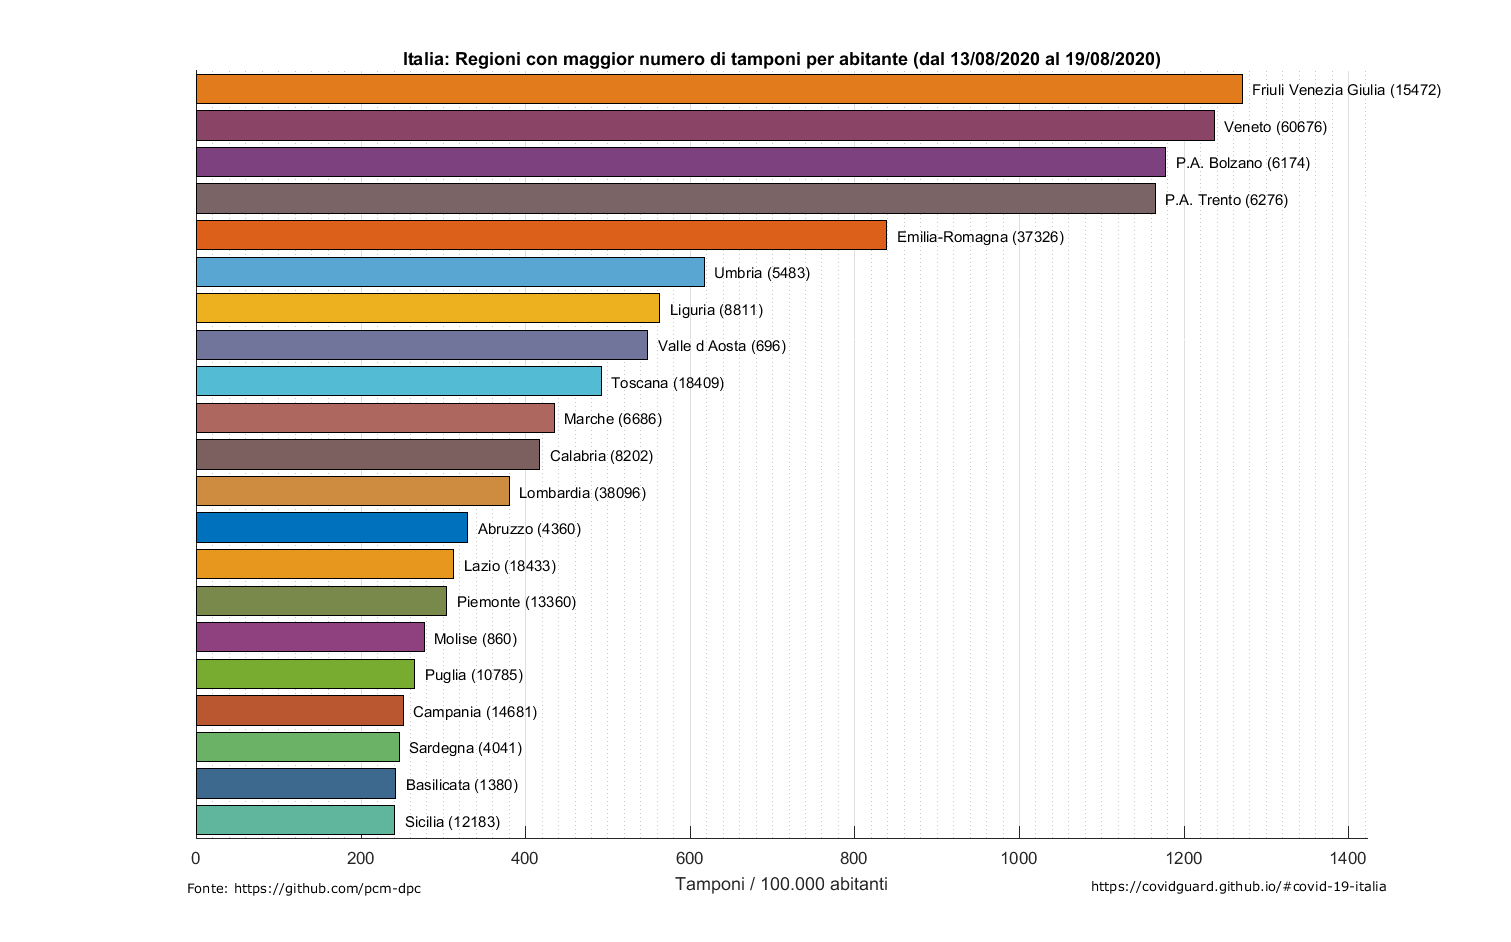 Italia: Regioni con maggior numero di tamponi per abitante (dal 13/08/2020 al 19/08/2020)
Friuli Venezia Giulia (15472)
Veneto (60676)
P.A. Bolzano (6174)
P.A. Trento (6276)
Emilia-Romagna (37326)
Umbria (5483)
Liguria (8811)
Valle d Aosta (696)
Toscana (18409)
Marche (6686)
Calabria (8202)
Lombardia (38096)
Abruzzo (4360)
Lazio (18433)
Piemonte (13360)
Molise (860)
Puglia (10785)
Campania (14681)
Sardegna (4041)
Basilicata (1380)
Sicilia (12183)
0 200 400 600 800 1000 1200 1400
Tamponi / 100.000 abitanti
Fonte: https://github.com/pcm-dpc
https://covidguard.github.io/#covid-19-italia